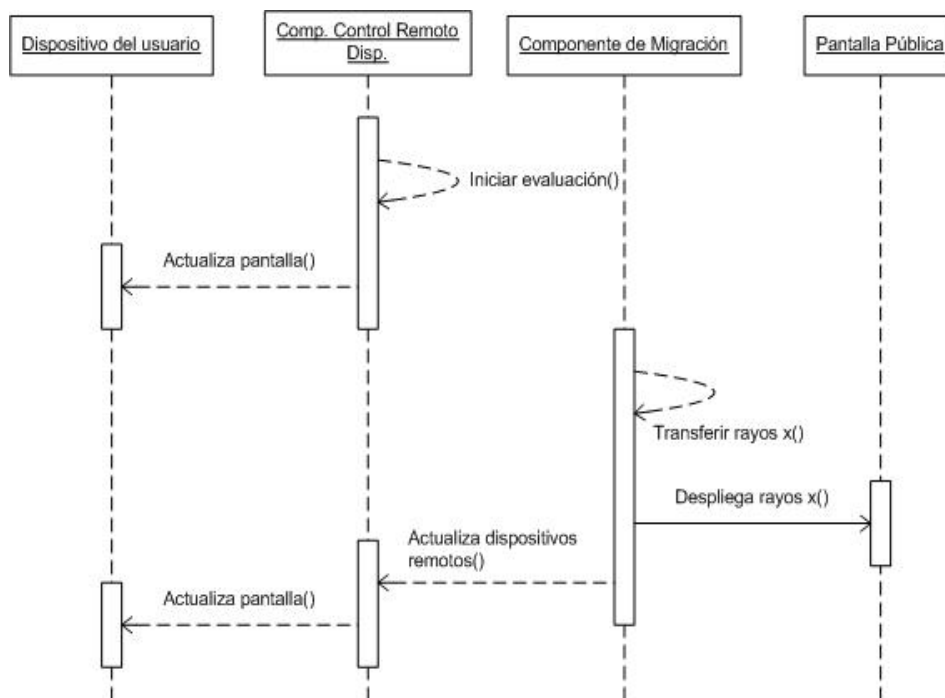 Dispositivo del usuario
Comp. Control Remoto
Disp.
Componente de Migración
Pantalla Pública
Iniciar evaluación()
Actualiza pantalla()
Transferir rayos x()
Despliega rayos x()
Actualiza dispositivos
remotos()
Actualiza pantalla()